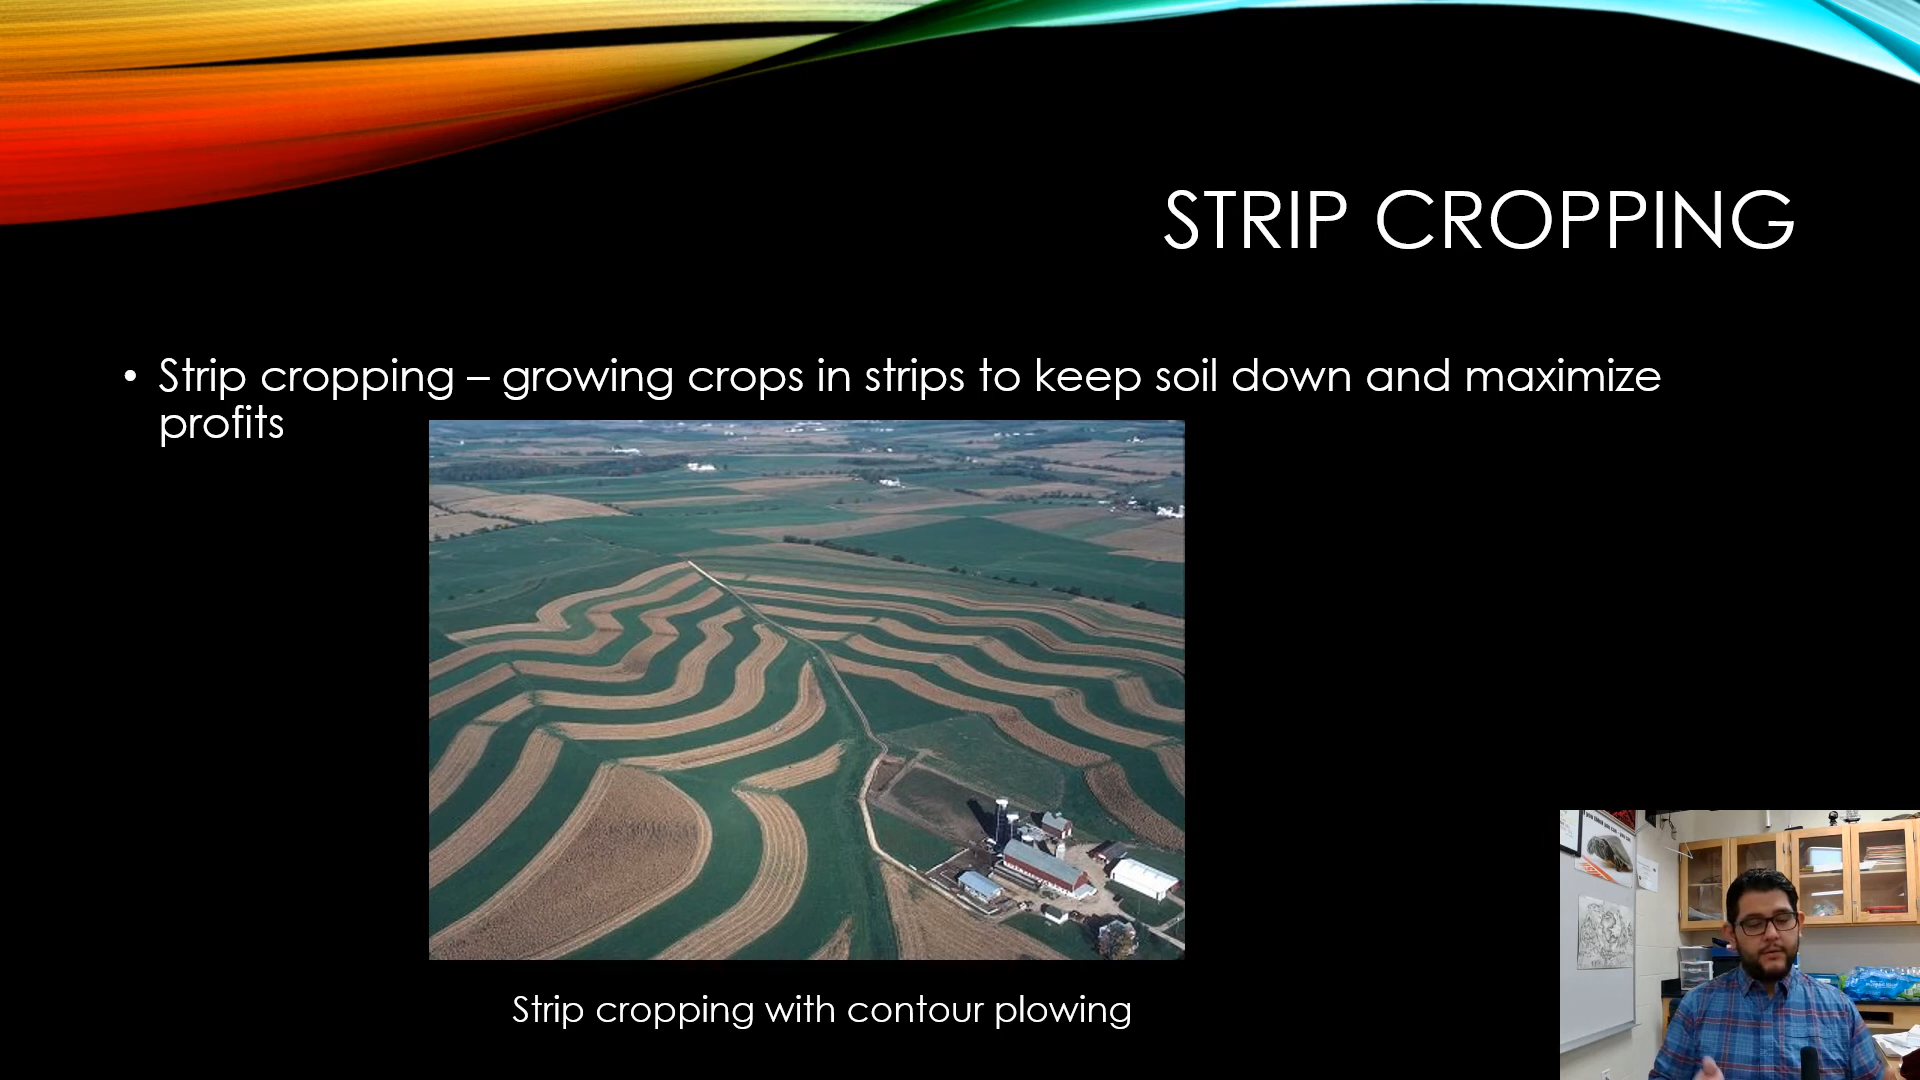 STRIP CROPPING
• Strip cropping – growing crops in strips to keep soil down and maximize
profits
Strip cropping with contour plowing